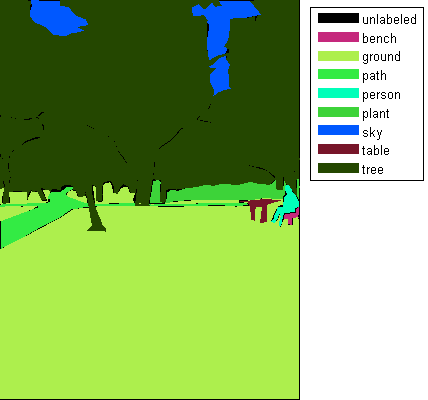 unlabeled
bench
ground
path
person
plant
sky
table
tree